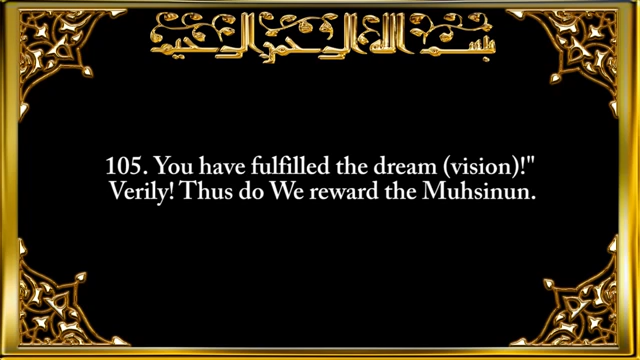 بسم الله الرحمن الرحيم
105. You have fulfilled the dream (vision)!"
Verily! Thus do We reward the Muhsinun.